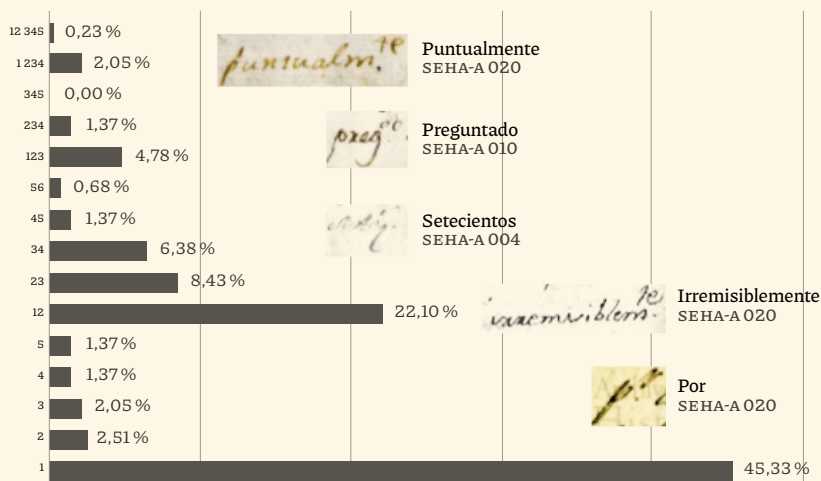 12 345 0,23 %
1 234 2,05 %
345 0,00 %
234 1,37 %
123 4,78 %
56 0,68 %
45 1,37 %
34 6,38 %
23 8,43 %
12 22,10 %
5 1,37 %
4 1,37 %
3 2,05 %
2 2,51 %
1 45,33 %
punsualm.te
Puntualmente
SEHA-A 020
Preguntado
SEHA-A 010
Setecientos
SEHA-A 004
Irremisiblemente
SEHA-A 020
Por
SEHA-A 020